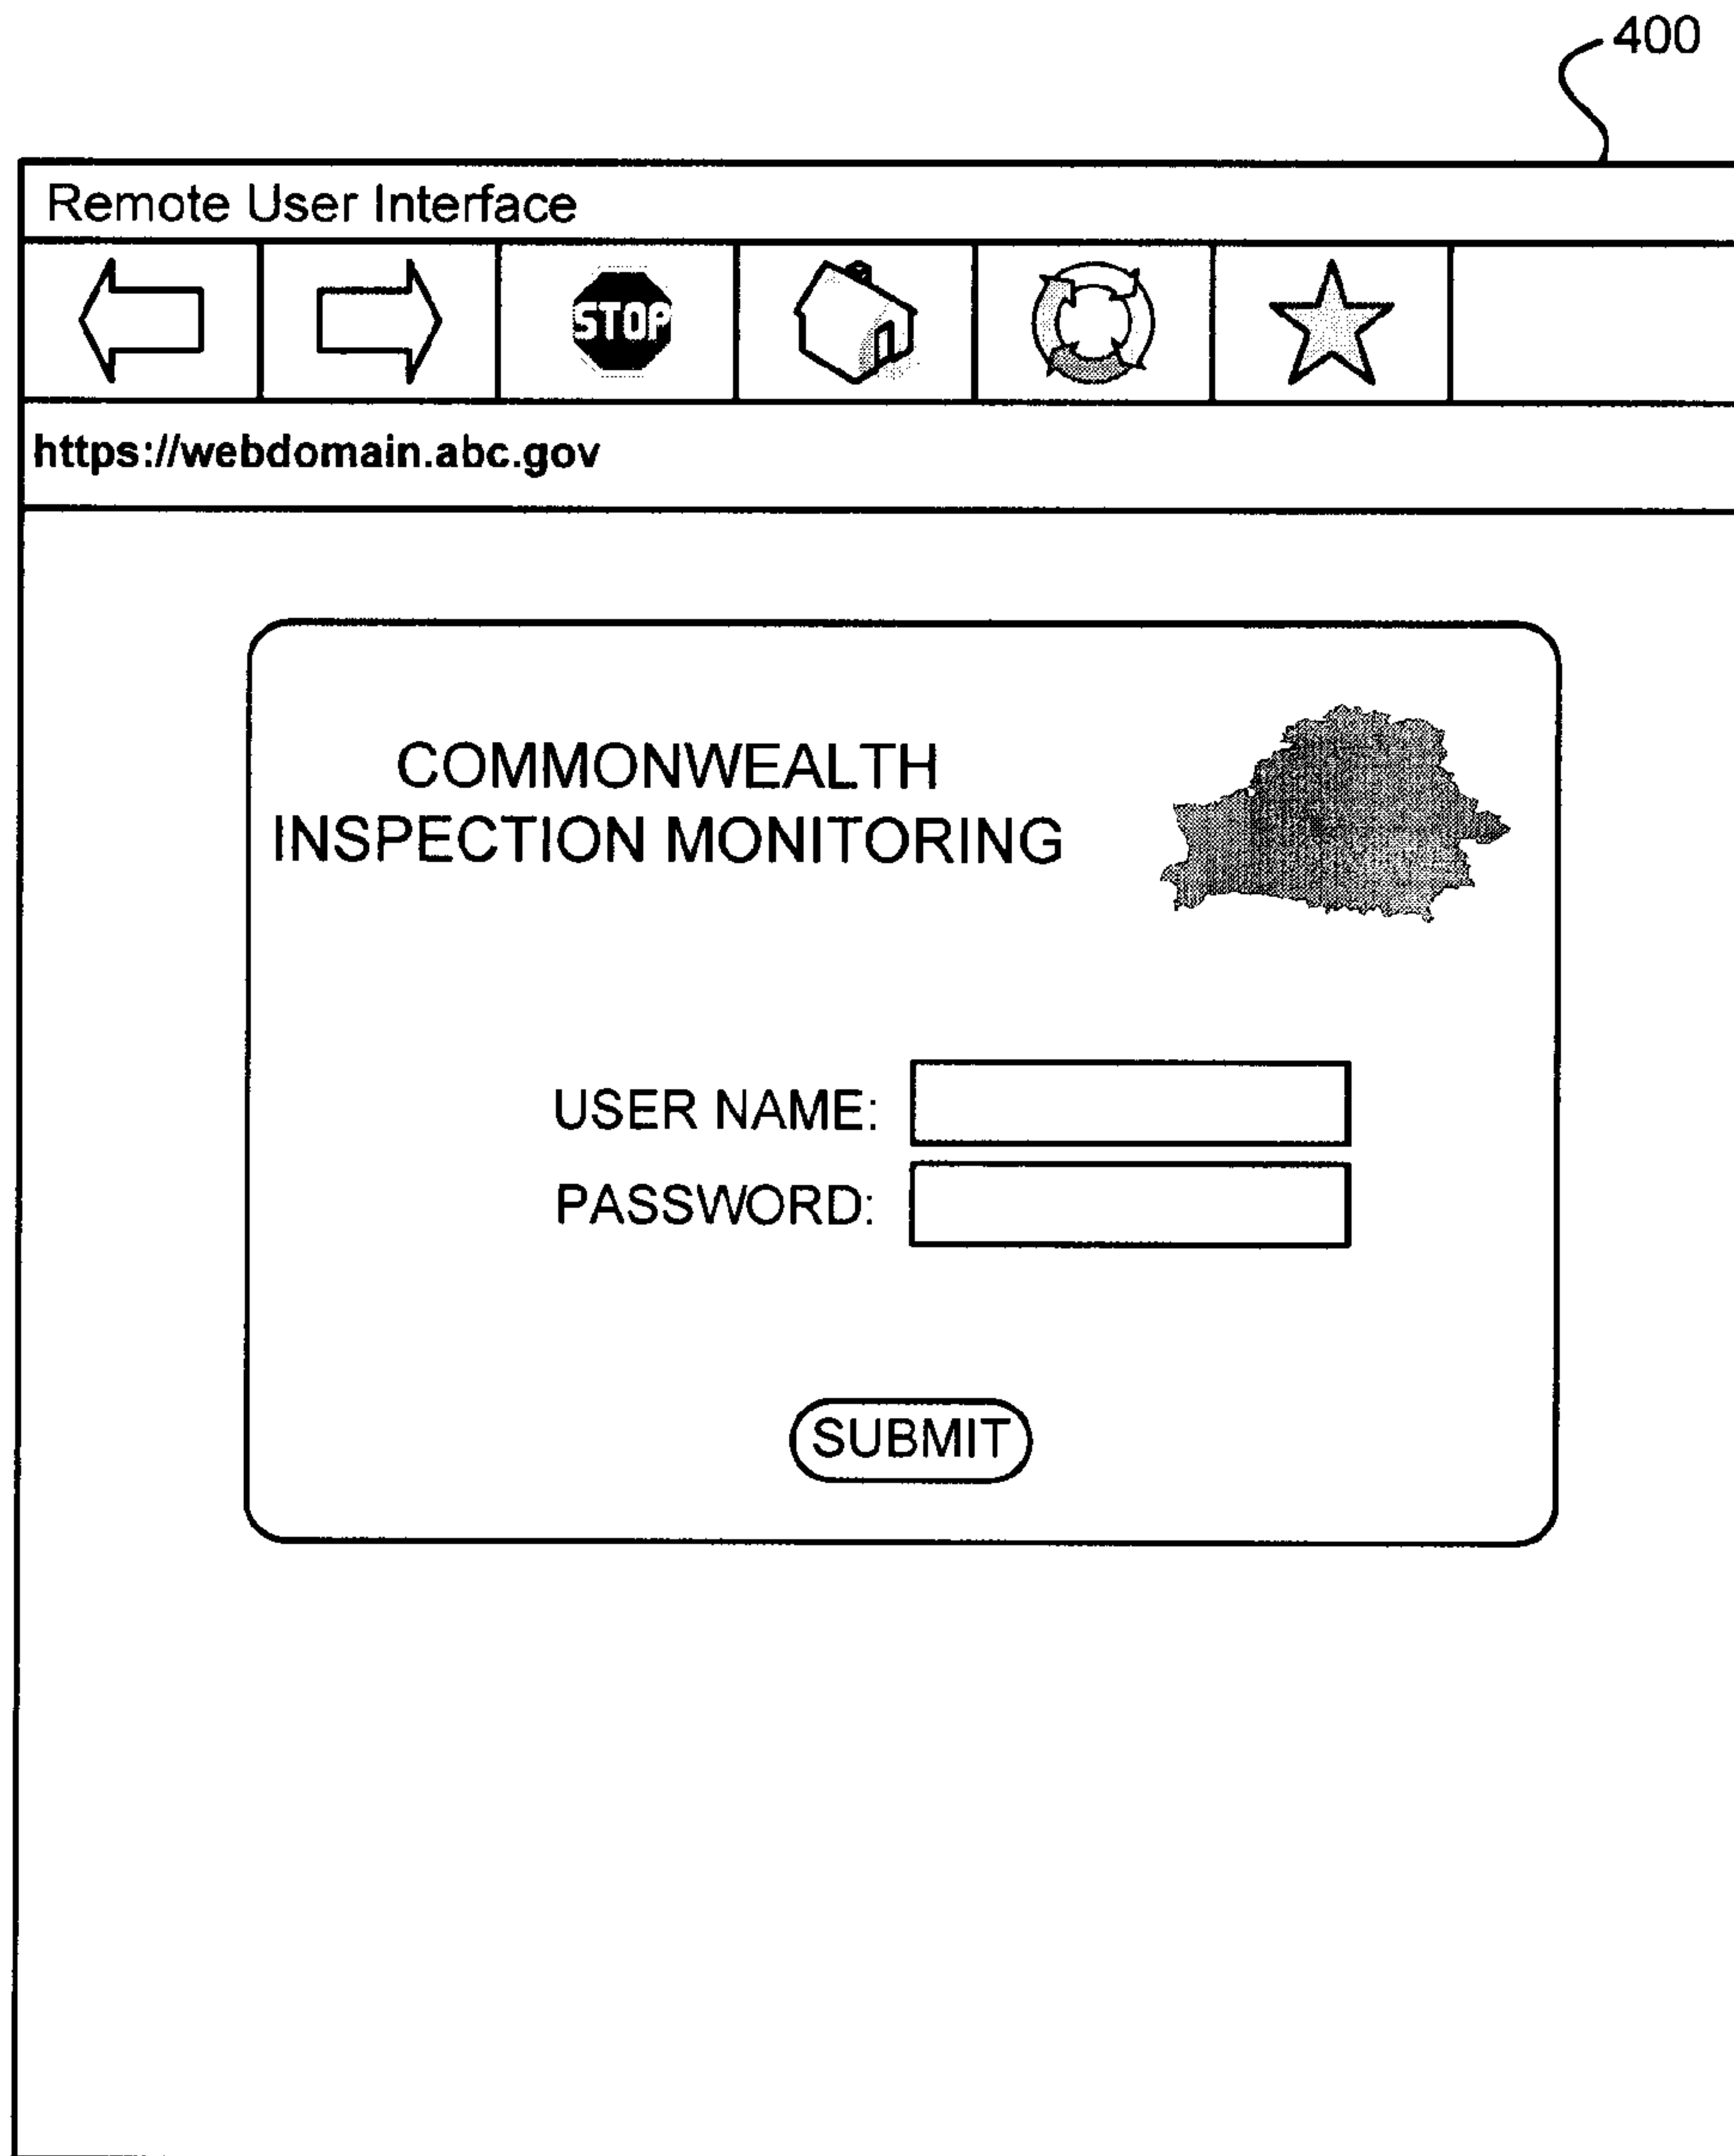 400
Remote User Interface
STOP
https://webdomain.abc.gov
COMMONWEALTH
INSPECTION MONITORING
USER NAME:
PASSWORD:
SUBMIT